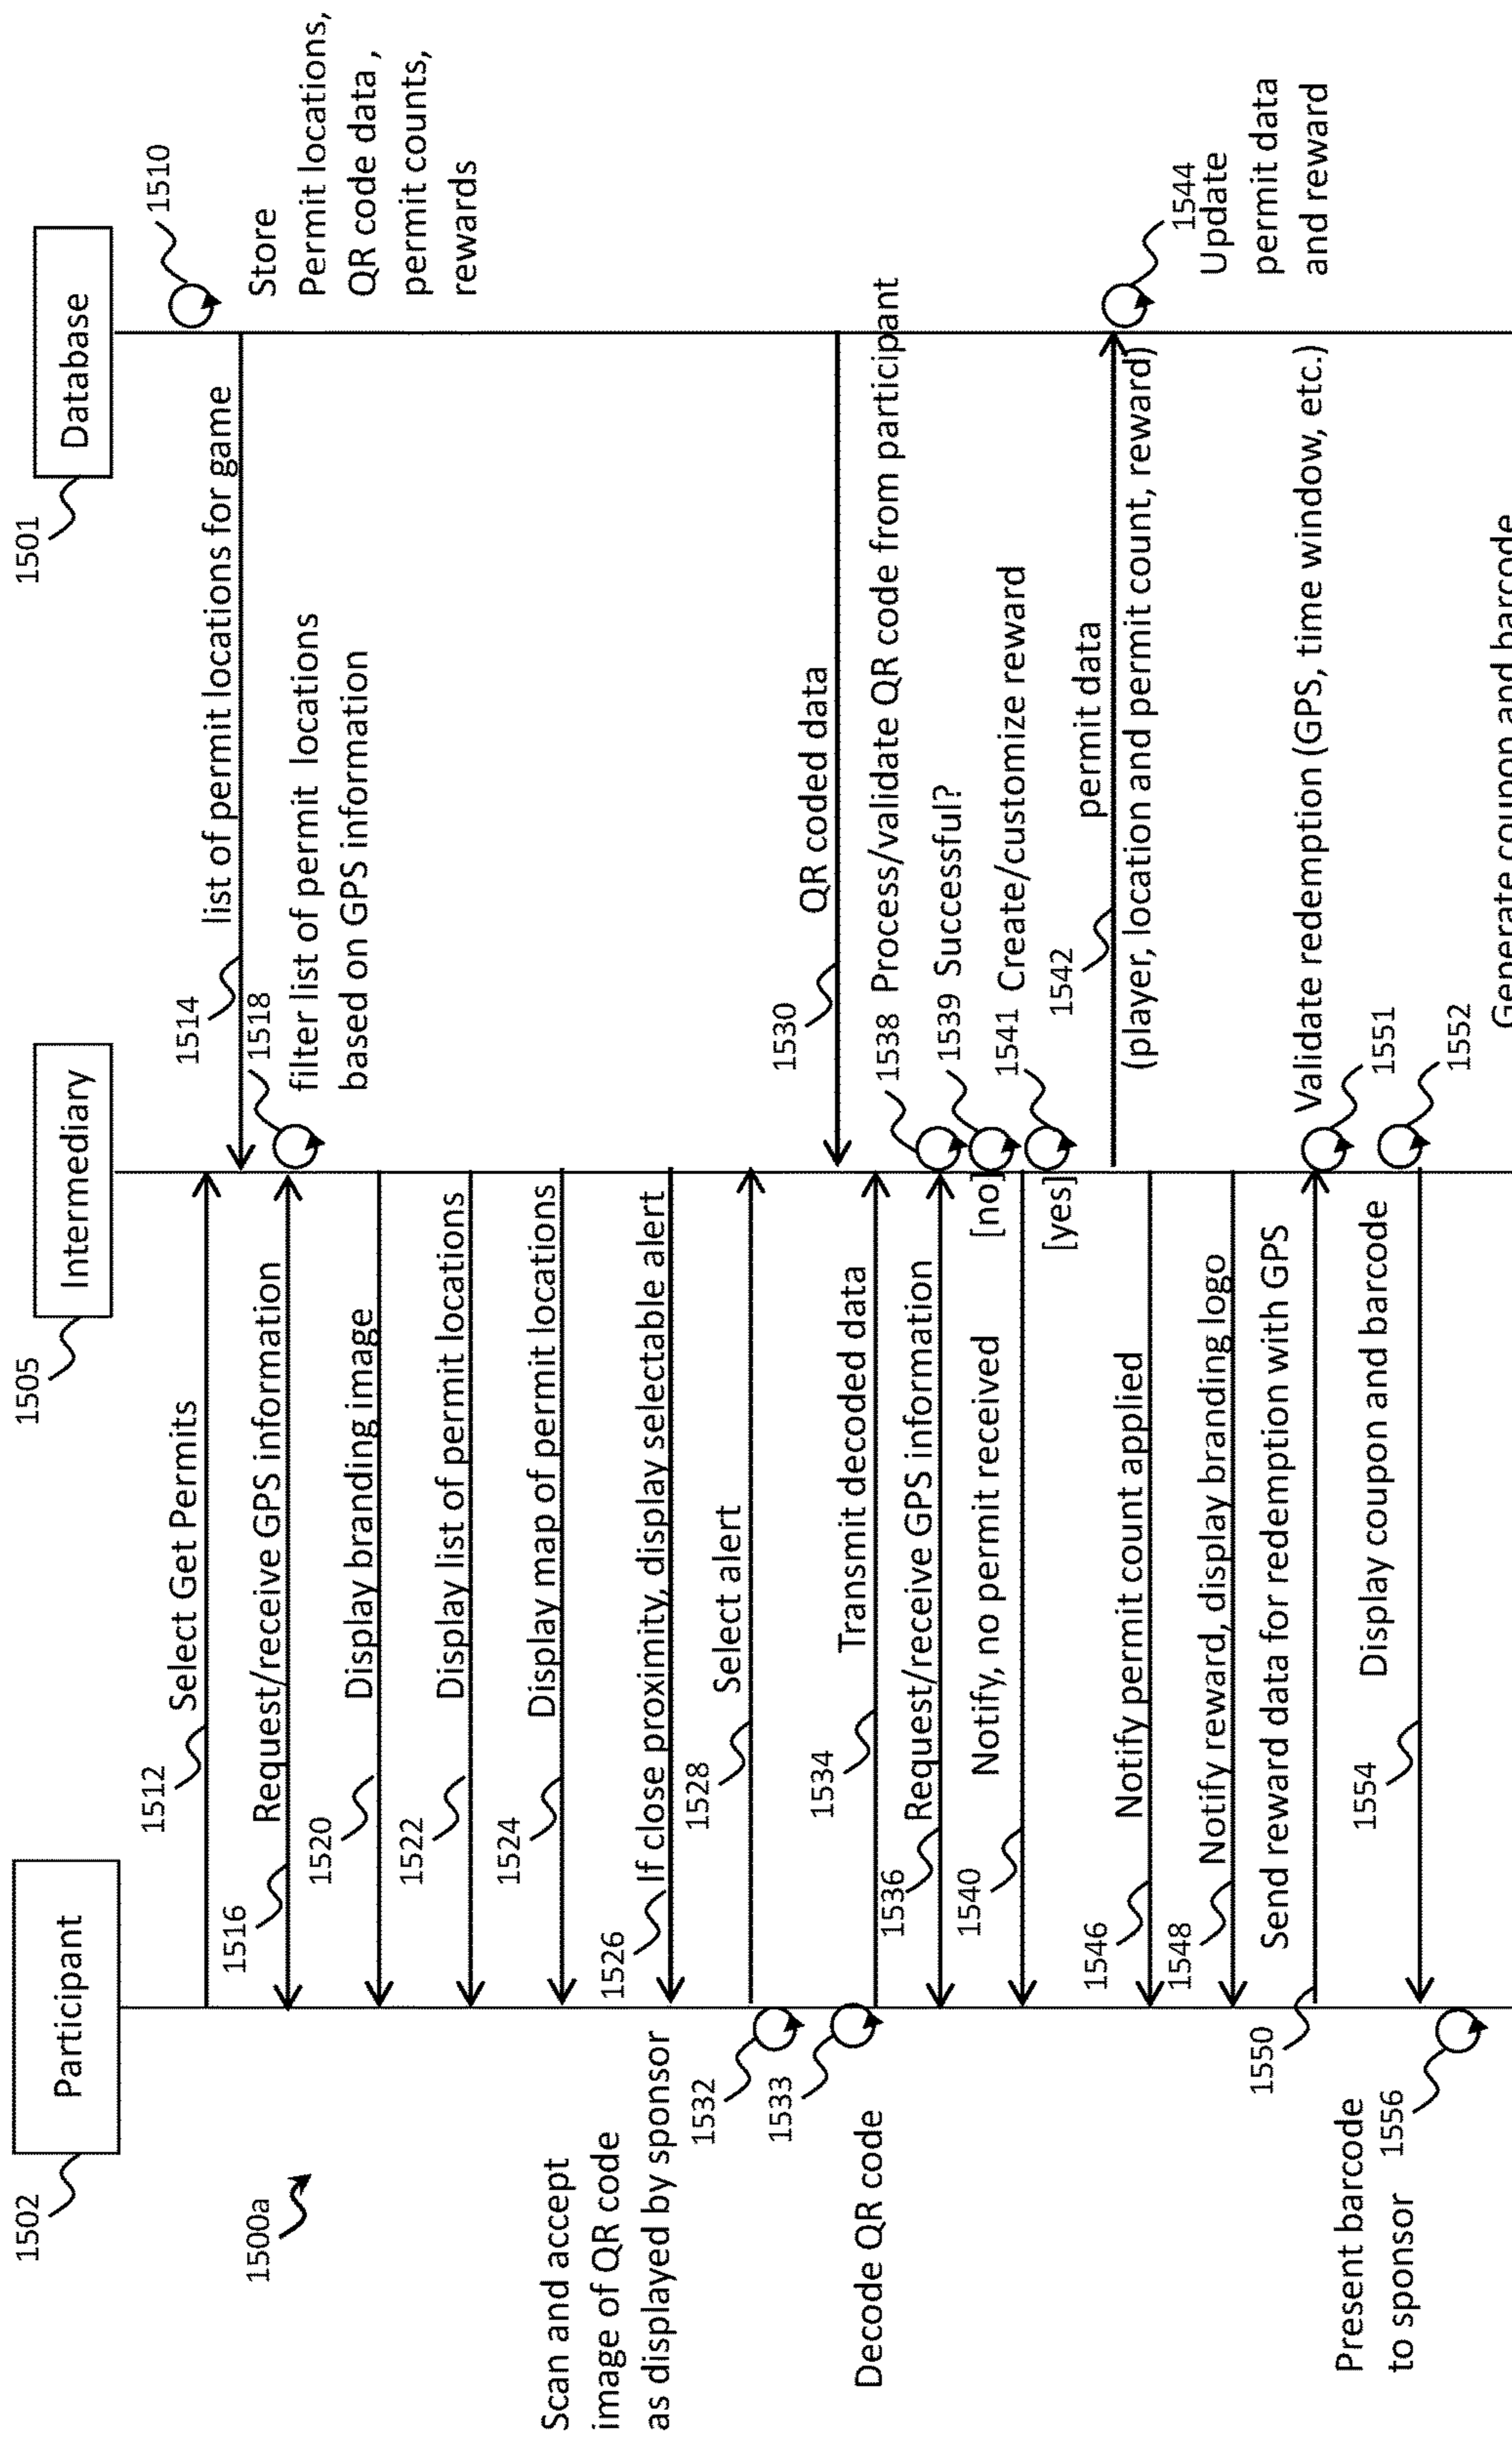 1502
Participant
1505
Intermediary
1501
Database
1500a
1510
Store
Permit locations,
QR code data ,
permit counts,
rewards
1512
Select Get Permits
1514
list of permit locations for game
1516
Request/receive GPS information
1518
filter list of permit locations
based on GPS information
1520
Display branding image
1522
Display list of permit locations
1524
Display map of permit locations
1526
If close proximity, display selectable alert
1528
Select alert
1530
QR coded data
Scan and accept
image of QR code
as displayed by sponsor
1532
1533
Decode QR code
1534
Transmit decoded data
1536
Request/receive GPS information
1538
Process/validate QR code from participant
1539
Successful?
[no]
1540
Notify, no permit received
1541
Create/customize reward
[yes]
1542
permit data
(player, location and permit count, reward)
1544
Update
permit data
and reward
1546
Notify permit count applied
1548
Notify reward, display branding logo
1550
Send reward data for redemption with GPS
Validate redemption (GPS, time window, etc.)
1551
1552
Generate coupon and barcode
1554
Display coupon and barcode
Present barcode
to sponsor
1556